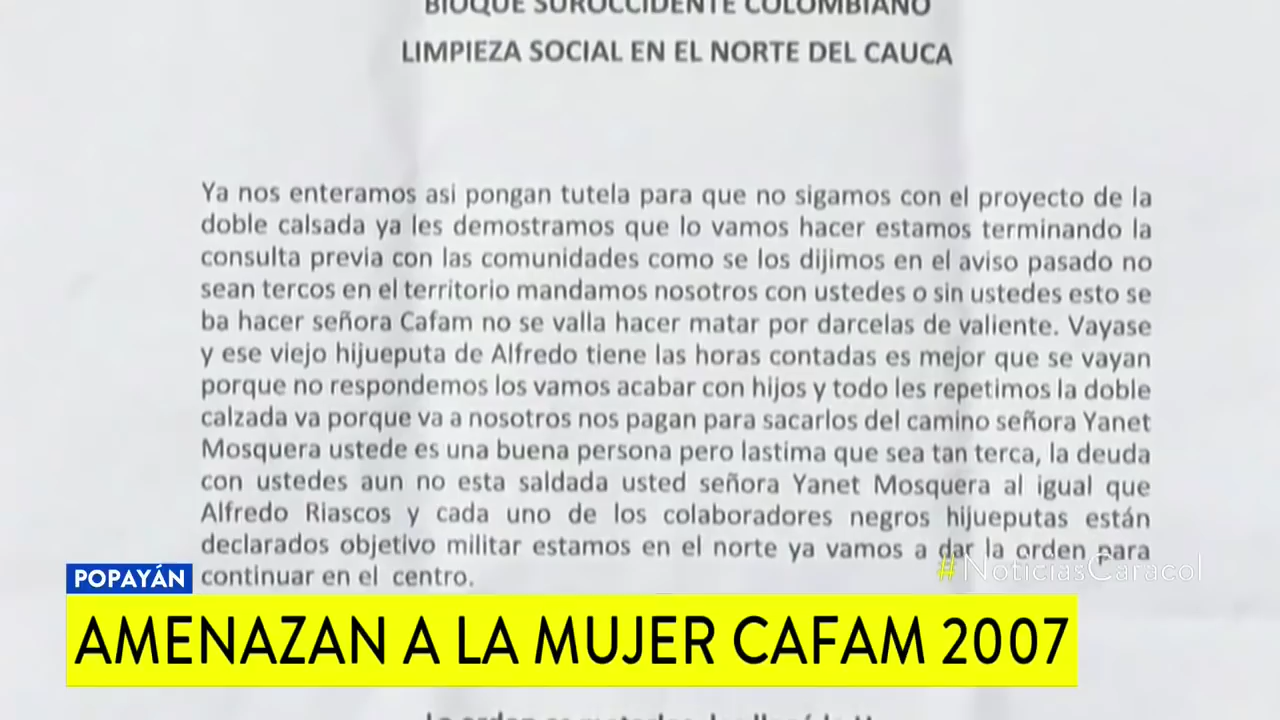 BLOQUE SUROCCIDENTE COLOMBIANO
LIMPIEZA SOCIAL EN EL NORTE DEL CAUCA
Ya nos enteramos asi pongan tutela para que no sigamos con el proyecto de la
doble calsada ya les demostramos que lo vamos hacer estamos terminando la
consulta previa con las comunidades como se los dijimos en el aviso pasado no
sean tercos en el territorio mandamos nosotros con ustedes o sin ustedes esto se
ba hacer señora Cafam no se valla hacer matar por darcelas de valiente. Vayase
y ese viejo hijueputa de Alfredo tiene las horas contadas es mejor que se vayan
porque no respondemos los vamos acabar con hijos y todo les repetimos la doble
calzada va porque va a nosotros nos pagan para sacarlos del camino señora Yanet
Mosquera ustede es una buena persona pero lastima que sea tan terca, la deuda
con ustedes aun no esta saldada usted señora Yanet Mosquera al igual que
Alfredo Riascos y cada uno de los colaboradores negros hijueputas están
declarados objetivo militar estamos en el norte ya vamos a dar la orden para
continuar en el centro.
#NoticiasCaracol
POPAYÁN
AMENAZAN A LA MUJER CAFAM 2007